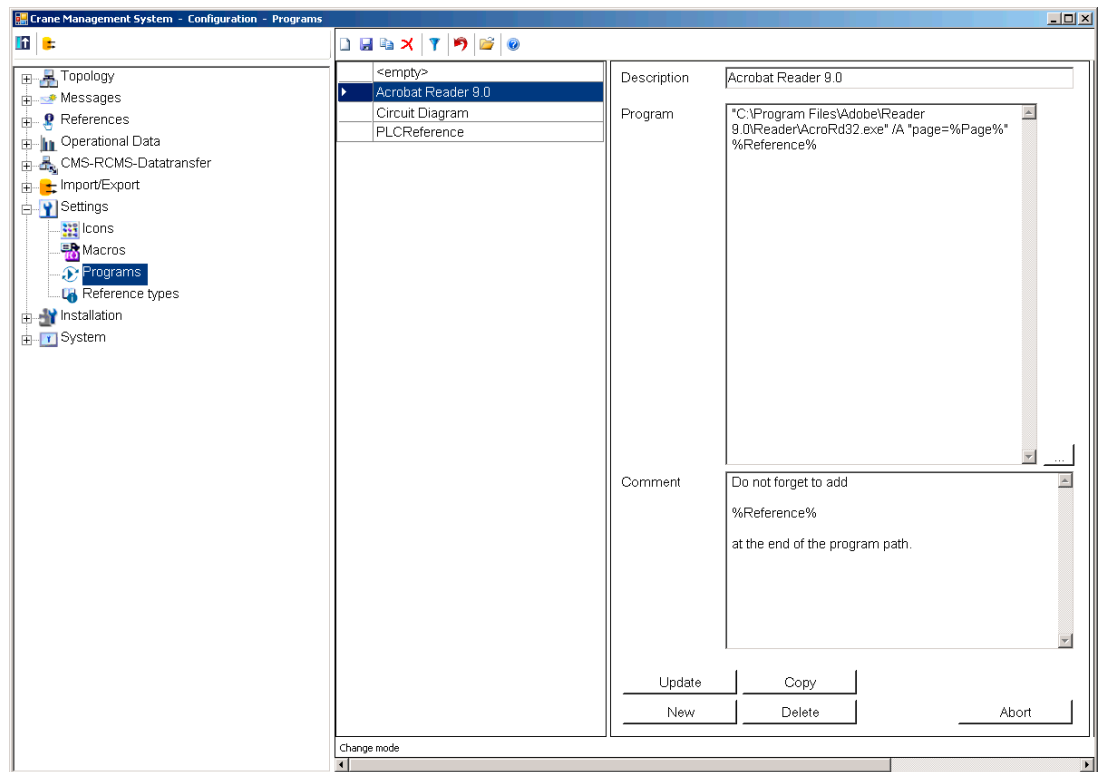 Crane Management System - Configuration - Programs
Topology
Messages
References
Operational Data
CMS-RCMS-Datatransfer
Import/Export
Settings
Icons
Macros
Programs
Reference types
Installation
System
<empty>
Acrobat Reader 9.0
Circuit Diagram
PLCReference
Description
Acrobat Reader 9.0
Program
"C:\Program Files\Adobe\Reader
9.0\Reader\AcroRd32.exe" /A "page=%Page%"
%Reference%
...
Comment
Do not forget to add
%Reference%
at the end of the program path.
Update
Copy
New
Delete
Abort
Change mode